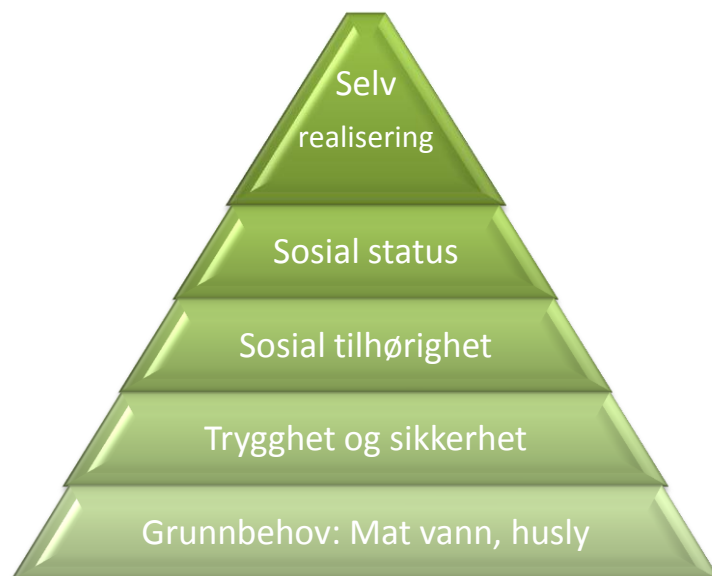 Selv
realisering
Sosial status
Sosial tilhørighet
Trygghet og sikkerhet
Grunnbehov: Mat vann, husly